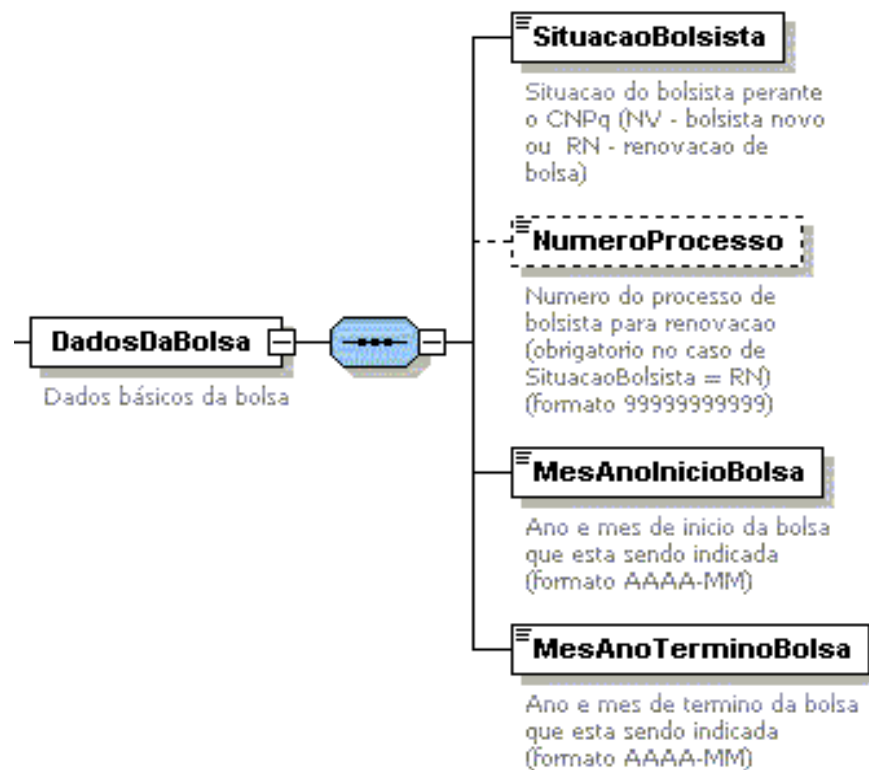 SituacaoBolsista
Situacao do bolsista perante
o CNPq (NV - bolsista novo
ou RN - renovacao de
bolsa)
NumeroProcesso
Numero do processo de
bolsista para renovacao
(obrigatorio no caso de
SituacaoBolsista = RN)
(formato 99999999999)
DadosDaBolsa
Dados básicos da bolsa
MesAnoInicioBolsa
Ano e mes de inicio da bolsa
que esta sendo indicada
(formato AAAA-MM)
MesAnoTerminoBolsa
Ano e mes de termino da bolsa
que esta sendo indicada
(formato AAAA-MM)